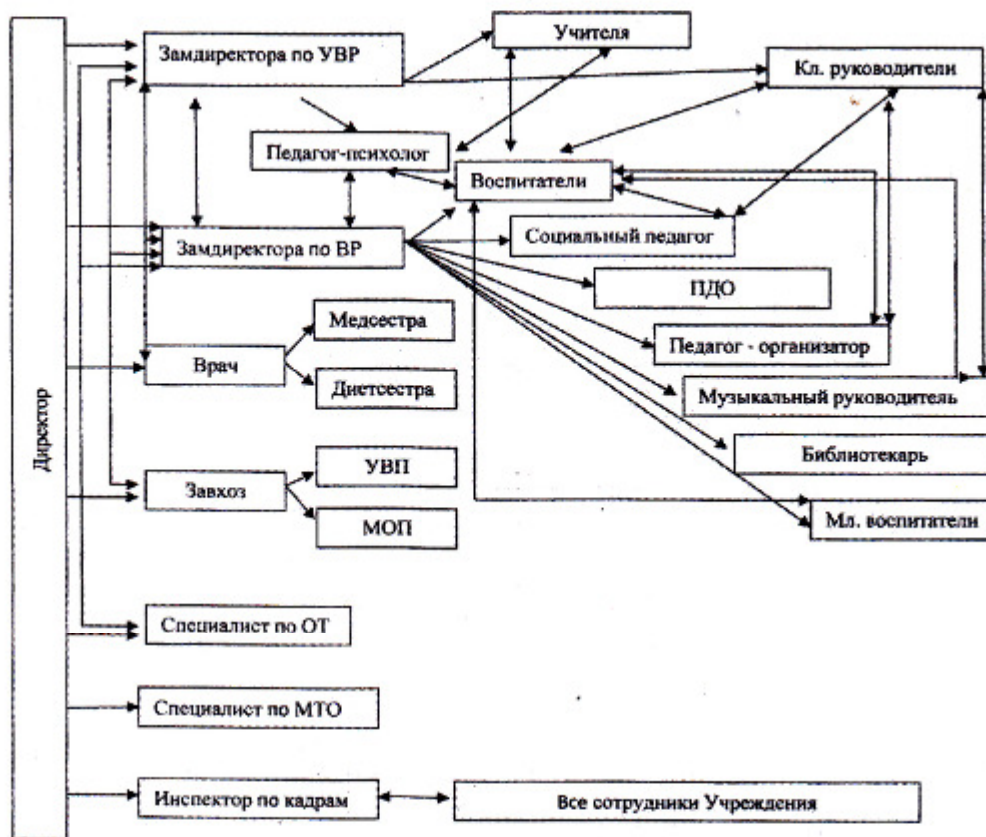 Директор
Замдиректора по УВР
Учителя
Кл. руководители
Педагог-психолог
Воспитатели
Замдиректора по ВР
Социальный педагог
ПДО
Медсестра
Педагог - организатор
Врач
Диетсестра
Музыкальный руководитель
Библиотекарь
УВП
Завхоз
МОП
Мл. воспитатели
Специалист по ОТ
Специалист по МТО
Инспектор по кадрам
Все сотрудники Учреждения